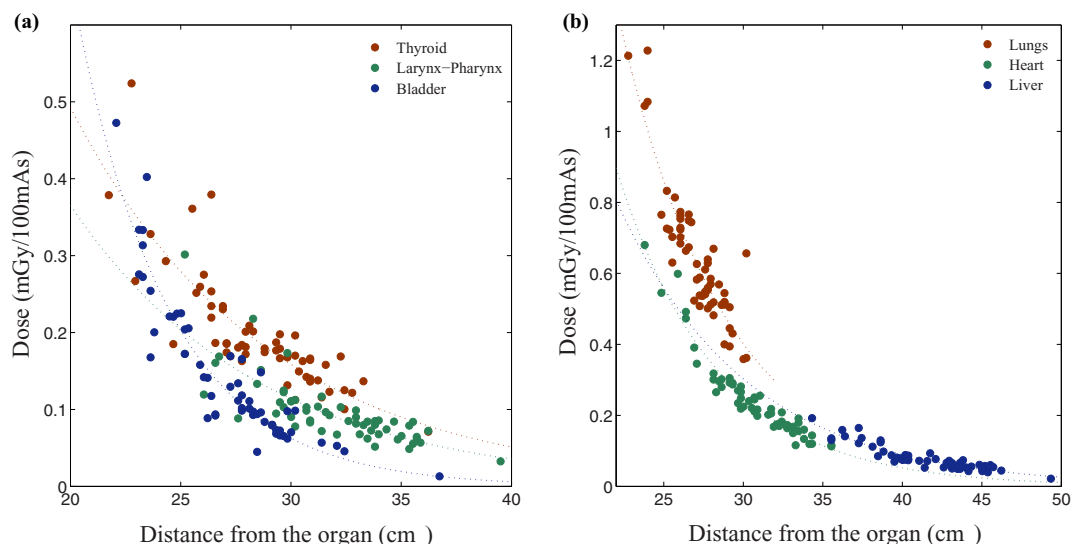 (a)
Thyroid
Larynx−Pharynx
Bladder
0.5
0.4
0.3
0.2
0.1
0
20
25
30
35
40
Dose (mGy/100mAs)
Distance from the organ (cm )
(b)
Lungs
Heart
Liver
1.2
1
0.8
0.6
0.4
0.2
0
25
30
35
40
45
50
Dose (mGy/100mAs)
Distance from the organ (cm )